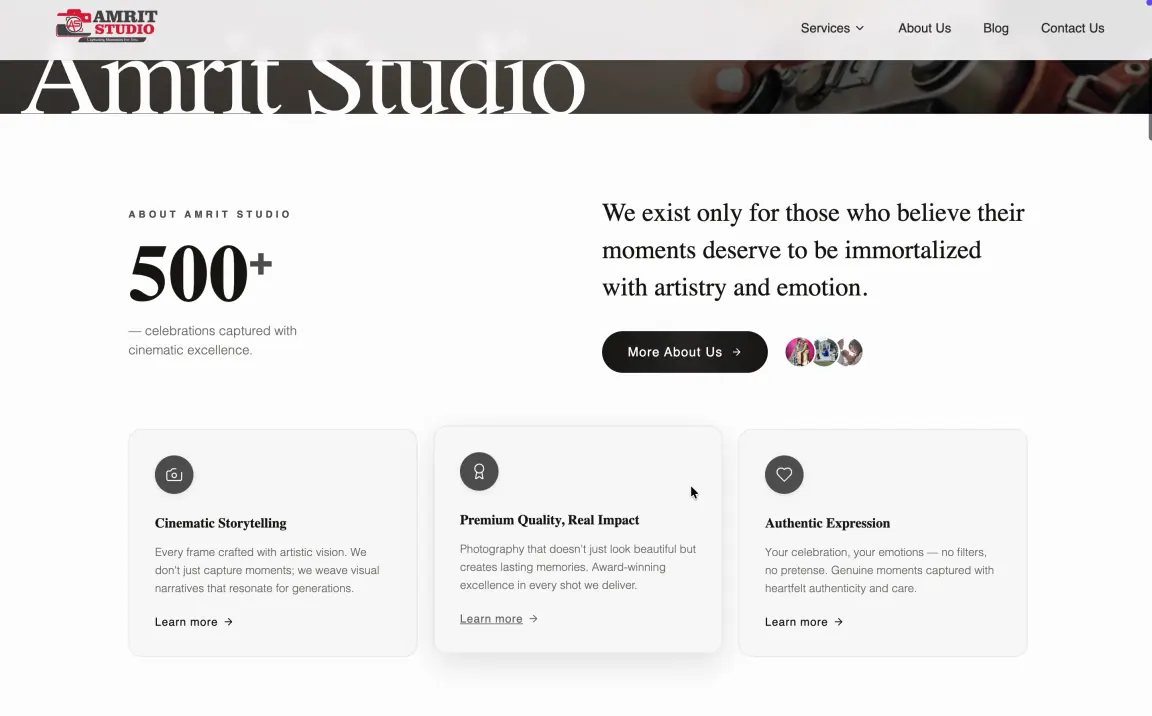 AMRIT
STUDIO
Capturing Moments For You
Services
About Us
Blog
Contact Us
Amrit Studio
ABOUT AMRIT STUDIO
500+
— celebrations captured with
cinematic excellence.
We exist only for those who believe their
moments deserve to be immortalized
with artistry and emotion.
More About Us →
Cinematic Storytelling
Every frame crafted with artistic vision. We
don't just capture moments; we weave visual
narratives that resonate for generations.
Learn more →
Premium Quality, Real Impact
Photography that doesn't just look beautiful but
creates lasting memories. Award-winning
excellence in every shot we deliver.
Learn more →
Authentic Expression
Your celebration, your emotions — no filters,
no pretense. Genuine moments captured with
heartfelt authenticity and care.
Learn more →